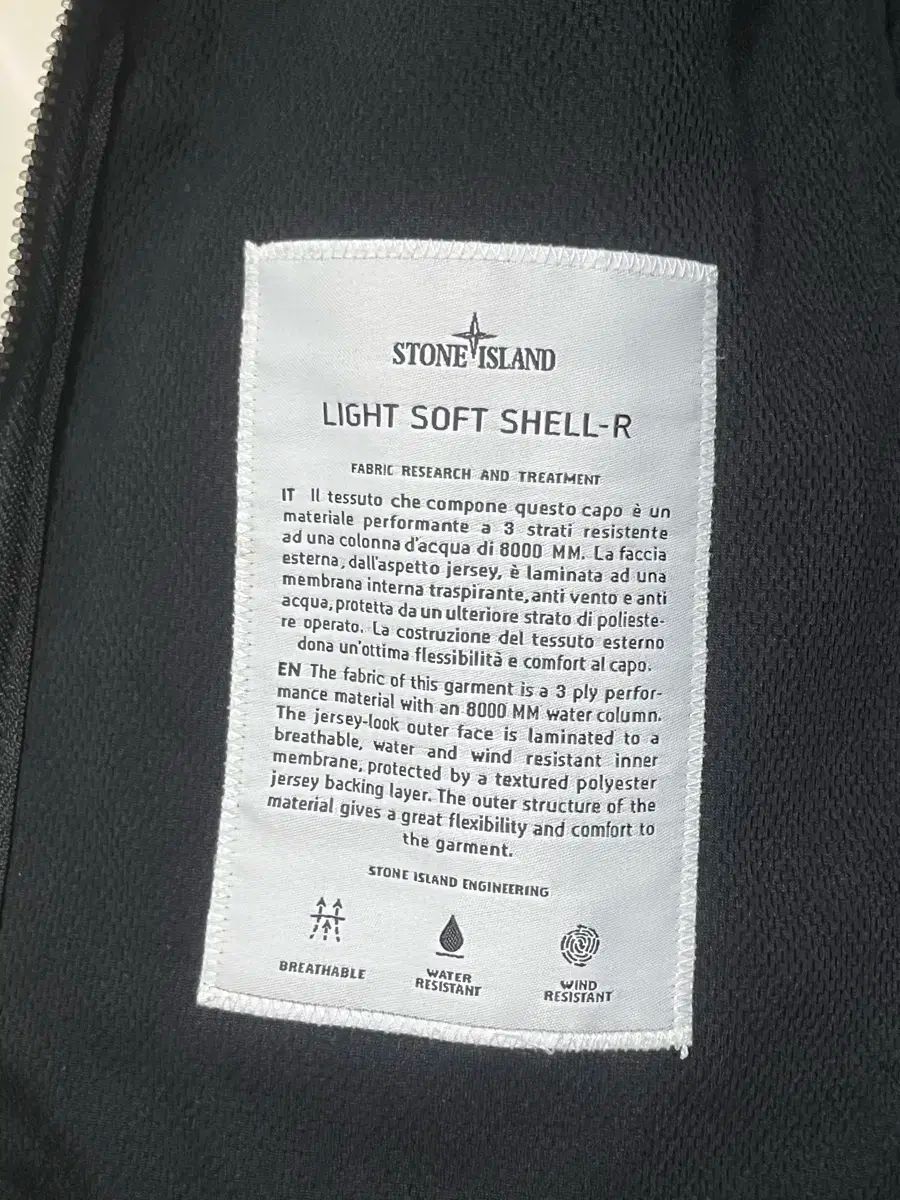 STONE ISLAND
LIGHT SOFT SHELL-R
FABRIC RESEARCH AND TREATMENT
IT Il tessuto che compone questo capo è un
materiale performante a 3 strati resistente
ad una colonna d'acqua di 8000 MM. La faccia
esterna, dall'aspetto jersey, è laminata ad una
membrana interna traspirante, anti vento e anti
acqua, protetta da un ulteriore strato di polieste-
re operato. La costruzione del tessuto esterno
dona un'ottima flessibilità e comfort al capo.
EN The fabric of this garment is a 3 ply perfor-
mance material with an 8000 MM water column.
The jersey-look outer face is laminated to a
breathable, water and wind resistant inner
membrane, protected by a textured polyester
jersey backing layer. The outer structure of the
material gives a great flexibility and comfort to
the garment.
STONE ISLAND ENGINEERING
BREATHABLE
WATER
RESISTANT
WIND
RESISTANT